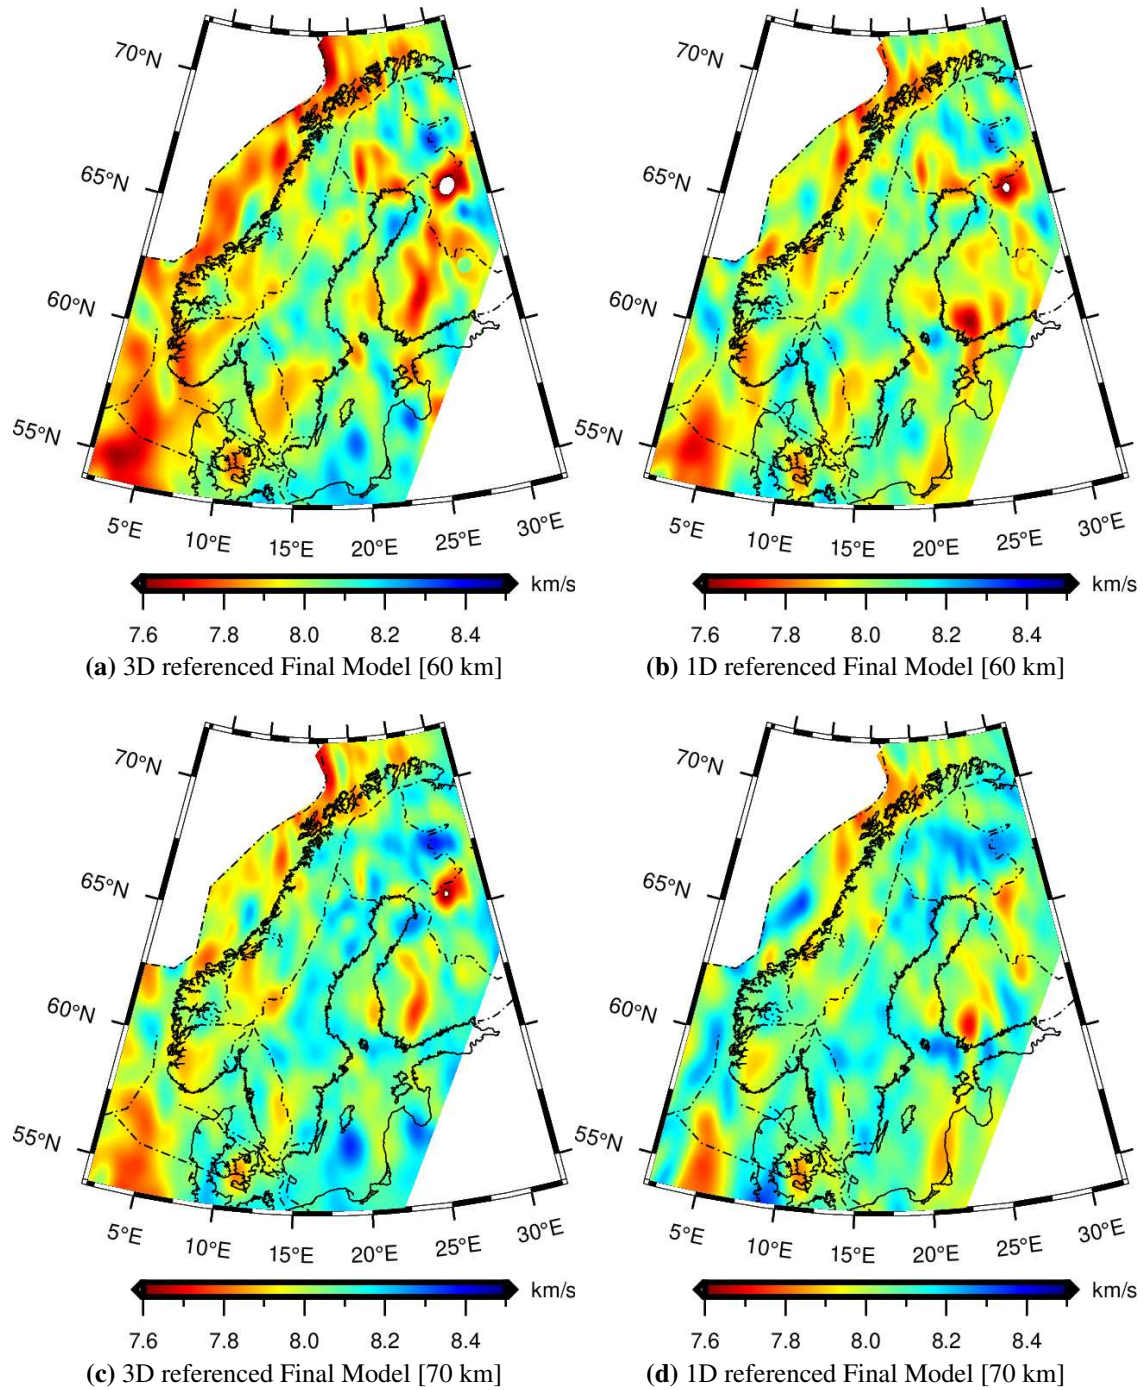 70°N
65°N
60°N
55°N
5°E 10°E 15°E 20°E 25°E 30°E
km/s
7.6 7.8 8.0 8.2 8.4
(a) 3D referenced Final Model [60 km]
70°N
65°N
60°N
55°N
5°E 10°E 15°E 20°E 25°E 30°E
km/s
7.6 7.8 8.0 8.2 8.4
(b) 1D referenced Final Model [60 km]
70°N
65°N
60°N
55°N
5°E 10°E 15°E 20°E 25°E 30°E
km/s
7.6 7.8 8.0 8.2 8.4
(c) 3D referenced Final Model [70 km]
70°N
65°N
60°N
55°N
5°E 10°E 15°E 20°E 25°E 30°E
km/s
7.6 7.8 8.0 8.2 8.4
(d) 1D referenced Final Model [70 km]